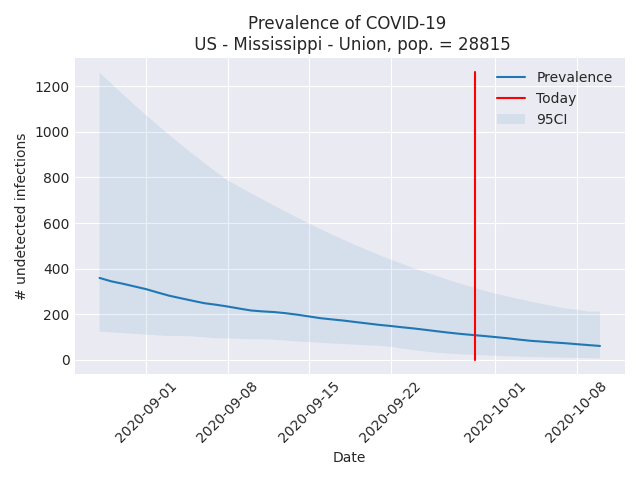 Prevalence of COVID-19
US - Mississippi - Union, pop. = 28815
Prevalence
Today
95CI
# undetected infections
1200
1000
800
600
400
200
0
2020-09-01
2020-09-08
2020-09-15
2020-09-22
2020-10-01
2020-10-08
Date